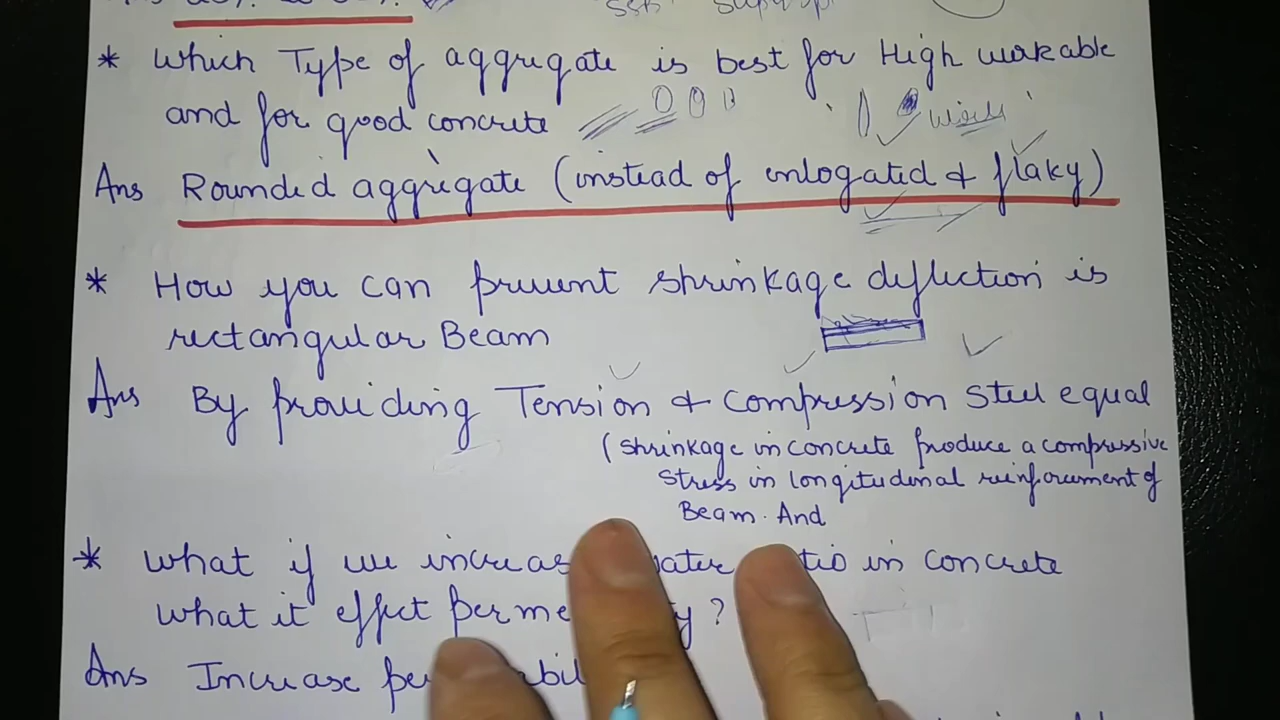 * Which Type of aggregate is best for High workable
and for good concrete
works
Ans Rounded aggregate (instead of enlogated & flaky)
* How you can prevent shrinkage deflection is
rectangular Beam
Ans By providing Tension & compression Steel equal
(shrinkage in concrete produce a compressive
stress in longitudenal reinforcement of
Beam. And
* What if we increas in concrete
what it effect ?
Ans Increase